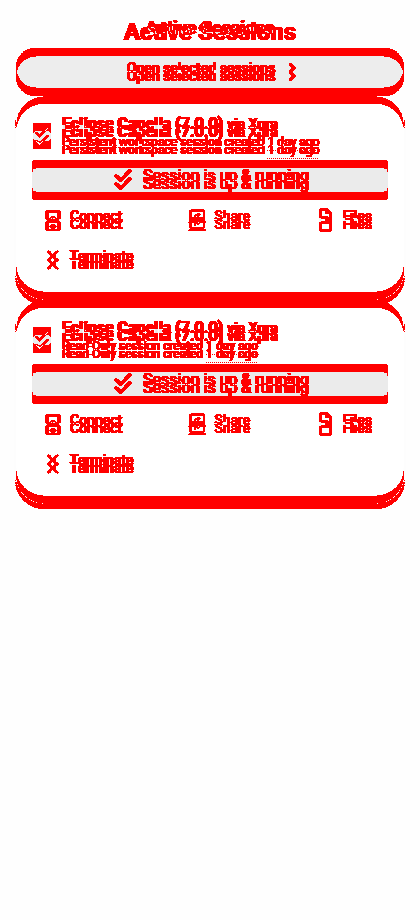 Active Sessions
Open selected sessions
Eclipse Capella (7.0.0) via Xpra
Persistent workspace session created 1 day ago
Session is up & running
Connect Share Files
Terminate
Eclipse Capella (7.0.0) via Xpra
Read-Only session created 1 day ago
Session is up & running
Connect Share Files
Terminate